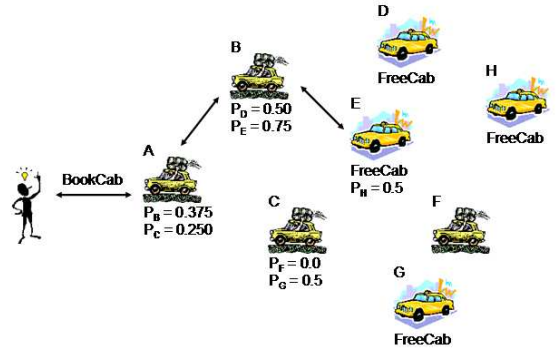 D
FreeCab
B
P_D = 0.50
P_E = 0.75
H
FreeCab
E
FreeCab
P_H = 0.5
A
BookCab
P_B = 0.375
P_C = 0.250
C
P_F = 0.0
P_G = 0.5
F
G
FreeCab